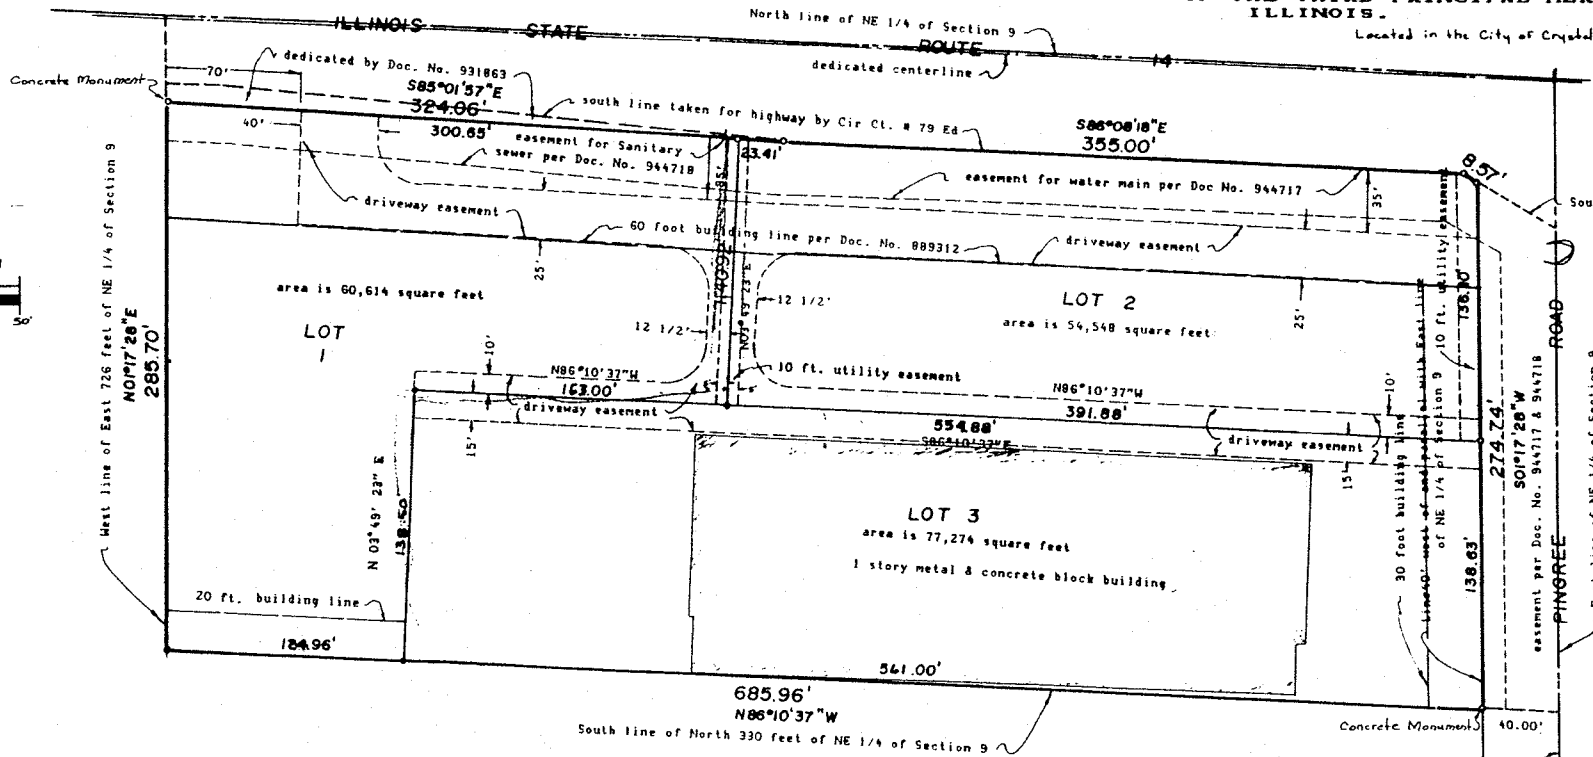 ILLINOIS.
Located in the City of Crystal
North line of NE 1/4 of Section 9
ILLINOIS STATE ROUTE 14
dedicated centerline
70'
dedicated by Doc. No. 931863
Concrete Monument
S85°01'57"E
324.06'
south line taken for highway by Cir Ct. # 79 Ed
S86°08'18"E
355.00'
8.57'
40'
300.65'
easement for Sanitary
sewer per Doc. No. 944718
23.41'
easement for water main per Doc No. 944717
35'
Sou
driveway easement
60 foot building line per Doc. No. 889312
driveway easement
25'
area is 60,614 square feet
LOT
1
12 1/2'
12 1/2'
LOT 2
area is 54,548 square feet
25'
50'
West line of East 726 feet of NE 1/4 of Section 9
N01°17'28"E
285.70'
10'
N86°10'37"W
163.00'
driveway easement
10 ft. utility easement
N86°10'37"W
391.88'
554.88'
S86°10'37"E
driveway easement
10'
15'
15'
10 ft. utility easement
274.74'
S01°17'28"W
easement per Doc. No. 944717 & 944718
PINGREE ROAD
N 03°49' 23" E
138.50'
LOT 3
area is 77,274 square feet
1 story metal & concrete block building
30 foot building line
of NE 1/4 of Section 9
138.63'
20 ft. building line
561.00'
685.96'
N86°10'37"W
South line of North 330 feet of NE 1/4 of Section 9
Concrete Monument
40.00'